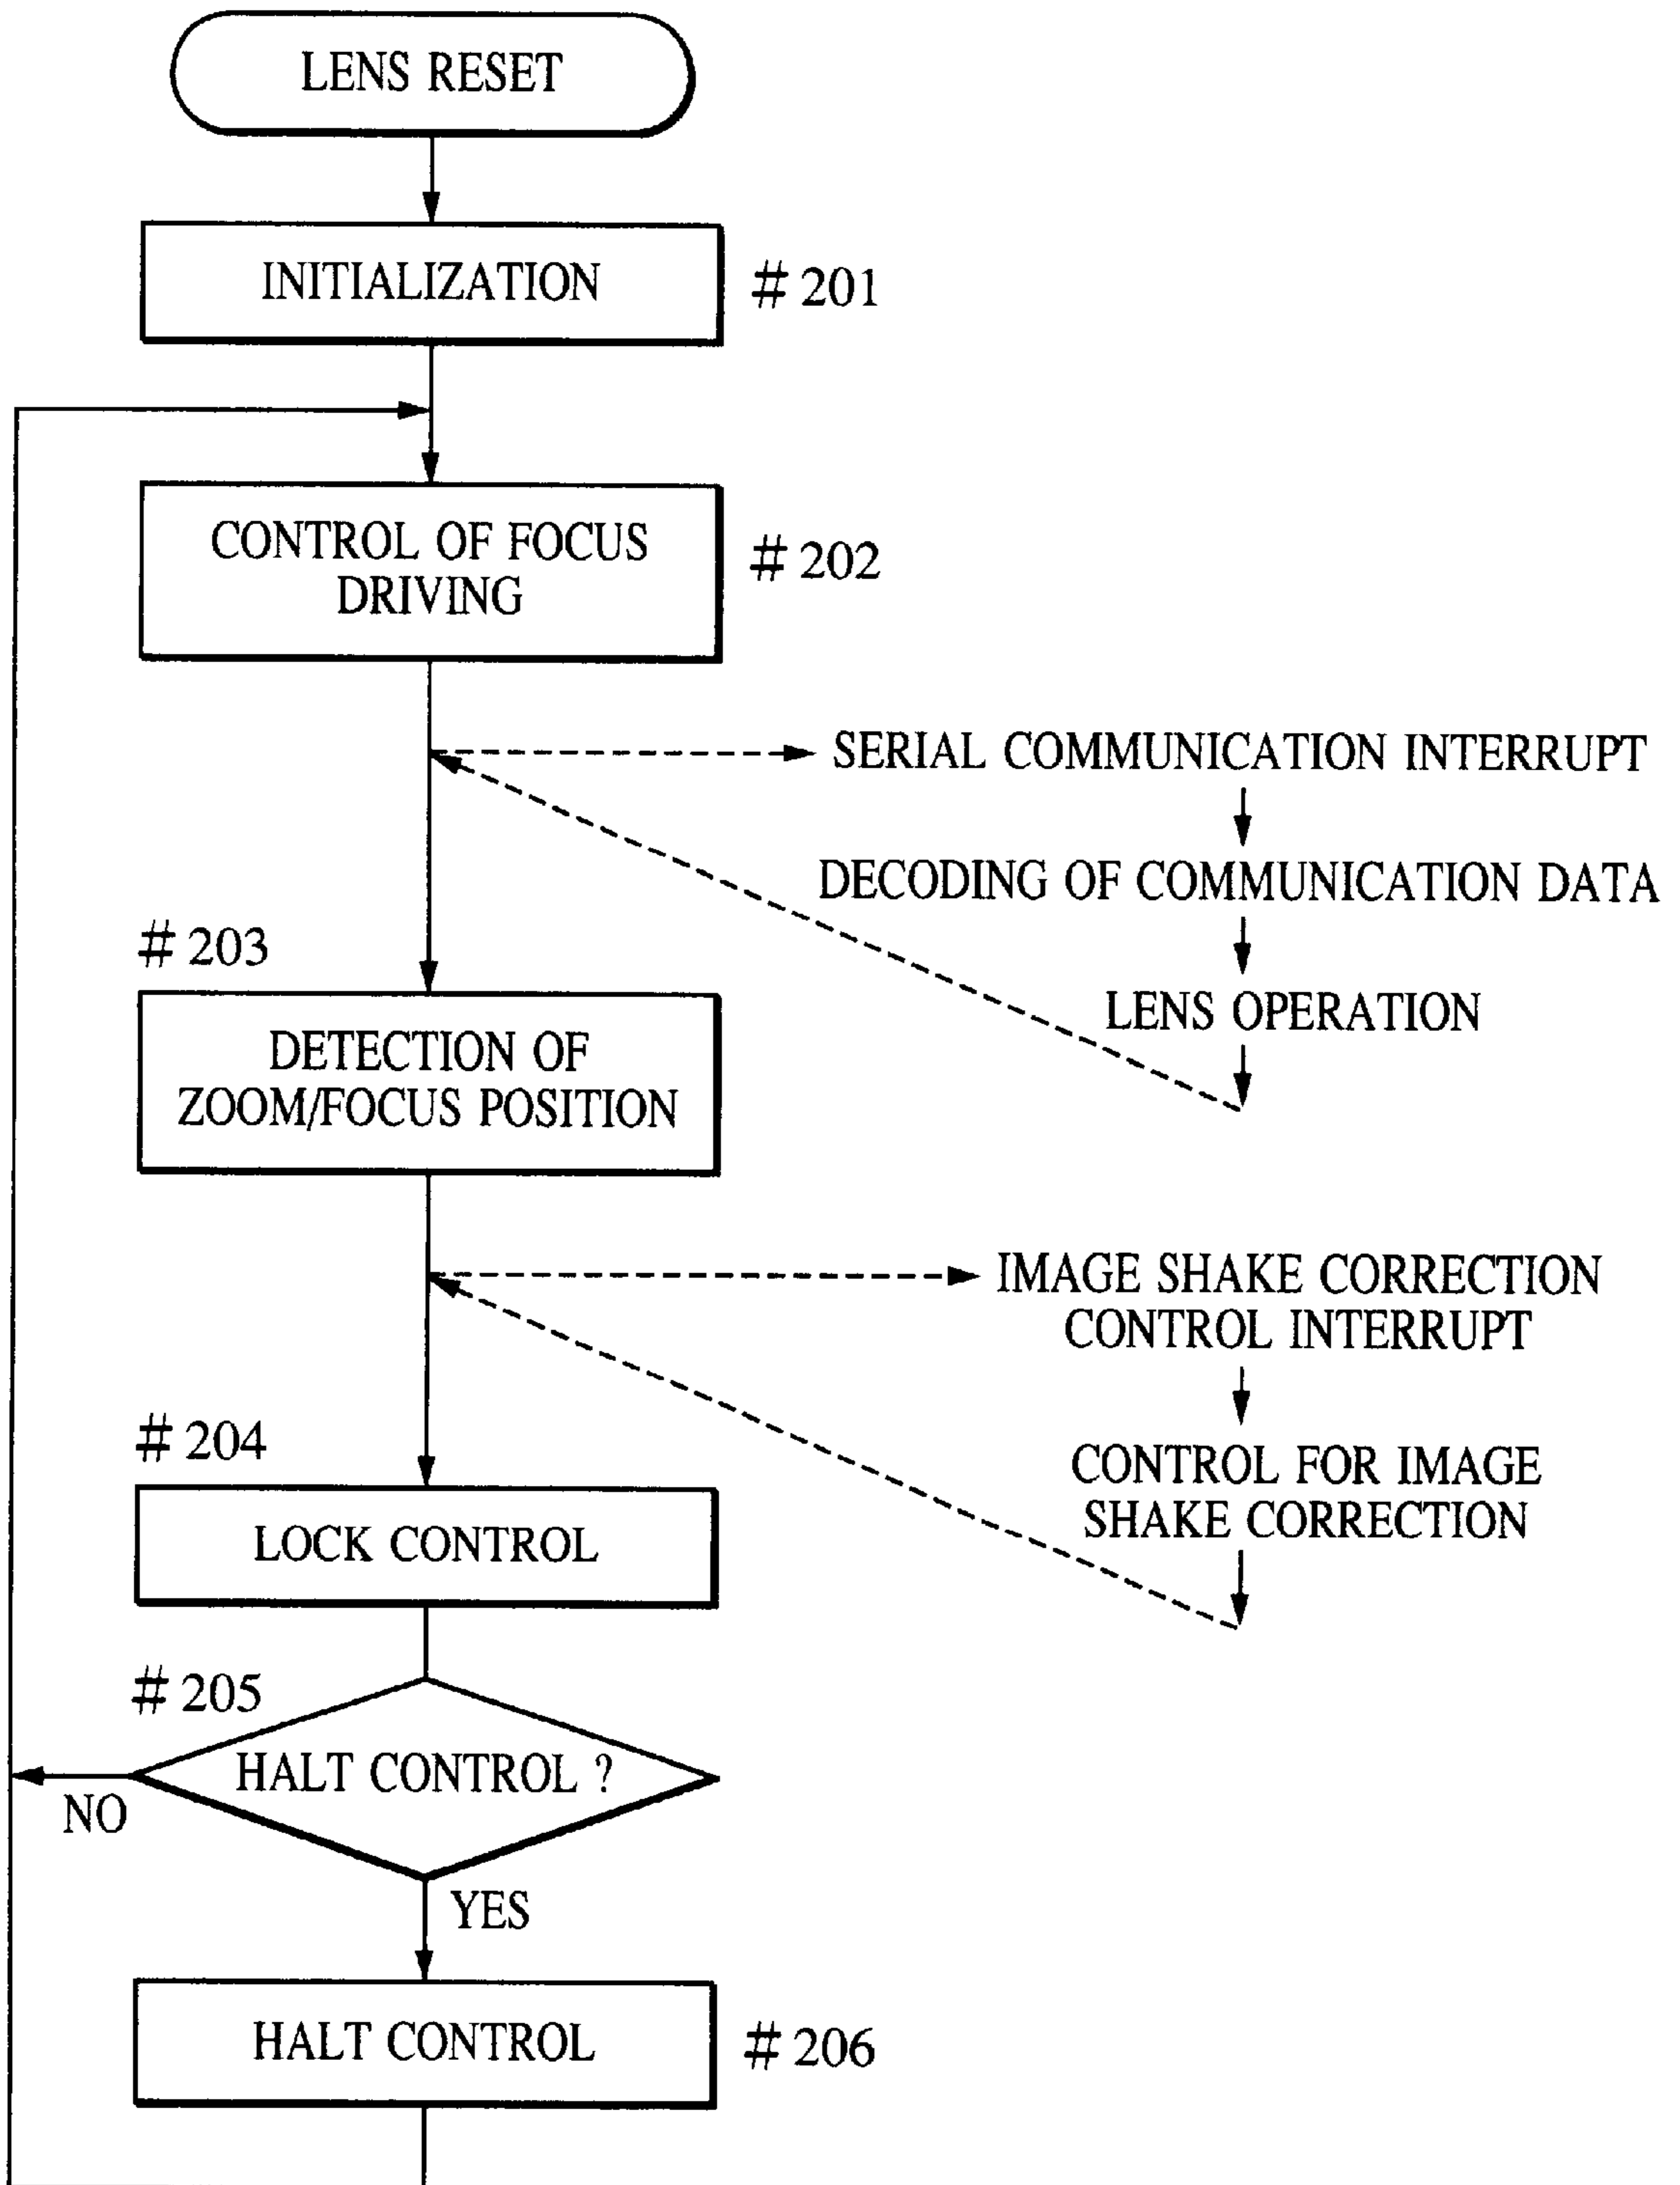 LENS RESET
INITIALIZATION
# 201
CONTROL OF FOCUS
DRIVING
# 202
SERIAL COMMUNICATION INTERRUPT
DECODING OF COMMUNICATION DATA
LENS OPERATION
# 203
DETECTION OF
ZOOM/FOCUS POSITION
IMAGE SHAKE CORRECTION
CONTROL INTERRUPT
CONTROL FOR IMAGE
SHAKE CORRECTION
# 204
LOCK CONTROL
# 205
HALT CONTROL ?
NO
YES
HALT CONTROL
# 206